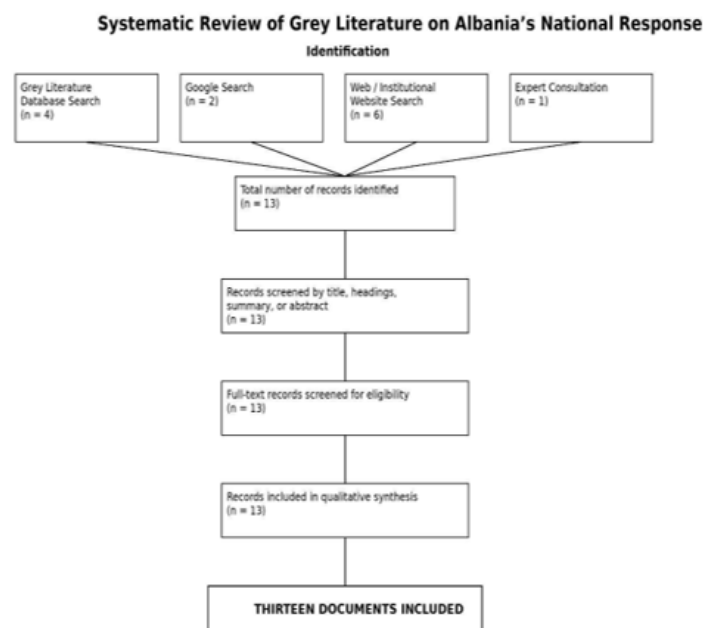 Systematic Review of Grey Literature on Albania's National Response
Identification
Grey Literature
Database Search
(n = 4)
Google Search
(n = 2)
Web / Institutional
Website Search
(n = 6)
Expert Consultation
(n = 1)
Total number of records identified
(n = 13)
Records screened by title, headings,
summary, or abstract
(n = 13)
Full-text records screened for eligibility
(n = 13)
Records included in qualitative synthesis
(n = 13)
THIRTEEN DOCUMENTS INCLUDED